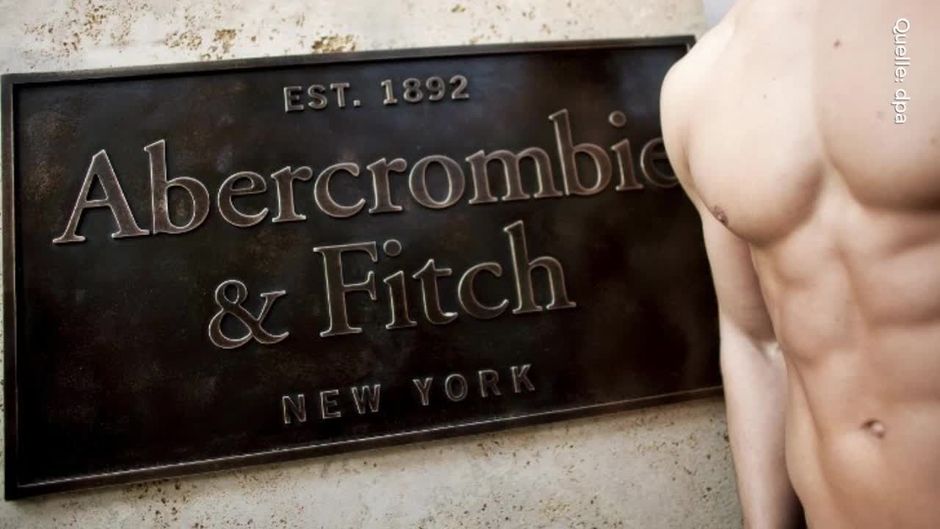 EST. 1892
Abercrombie
& Fitch
NEW YORK
Quelle: dpa